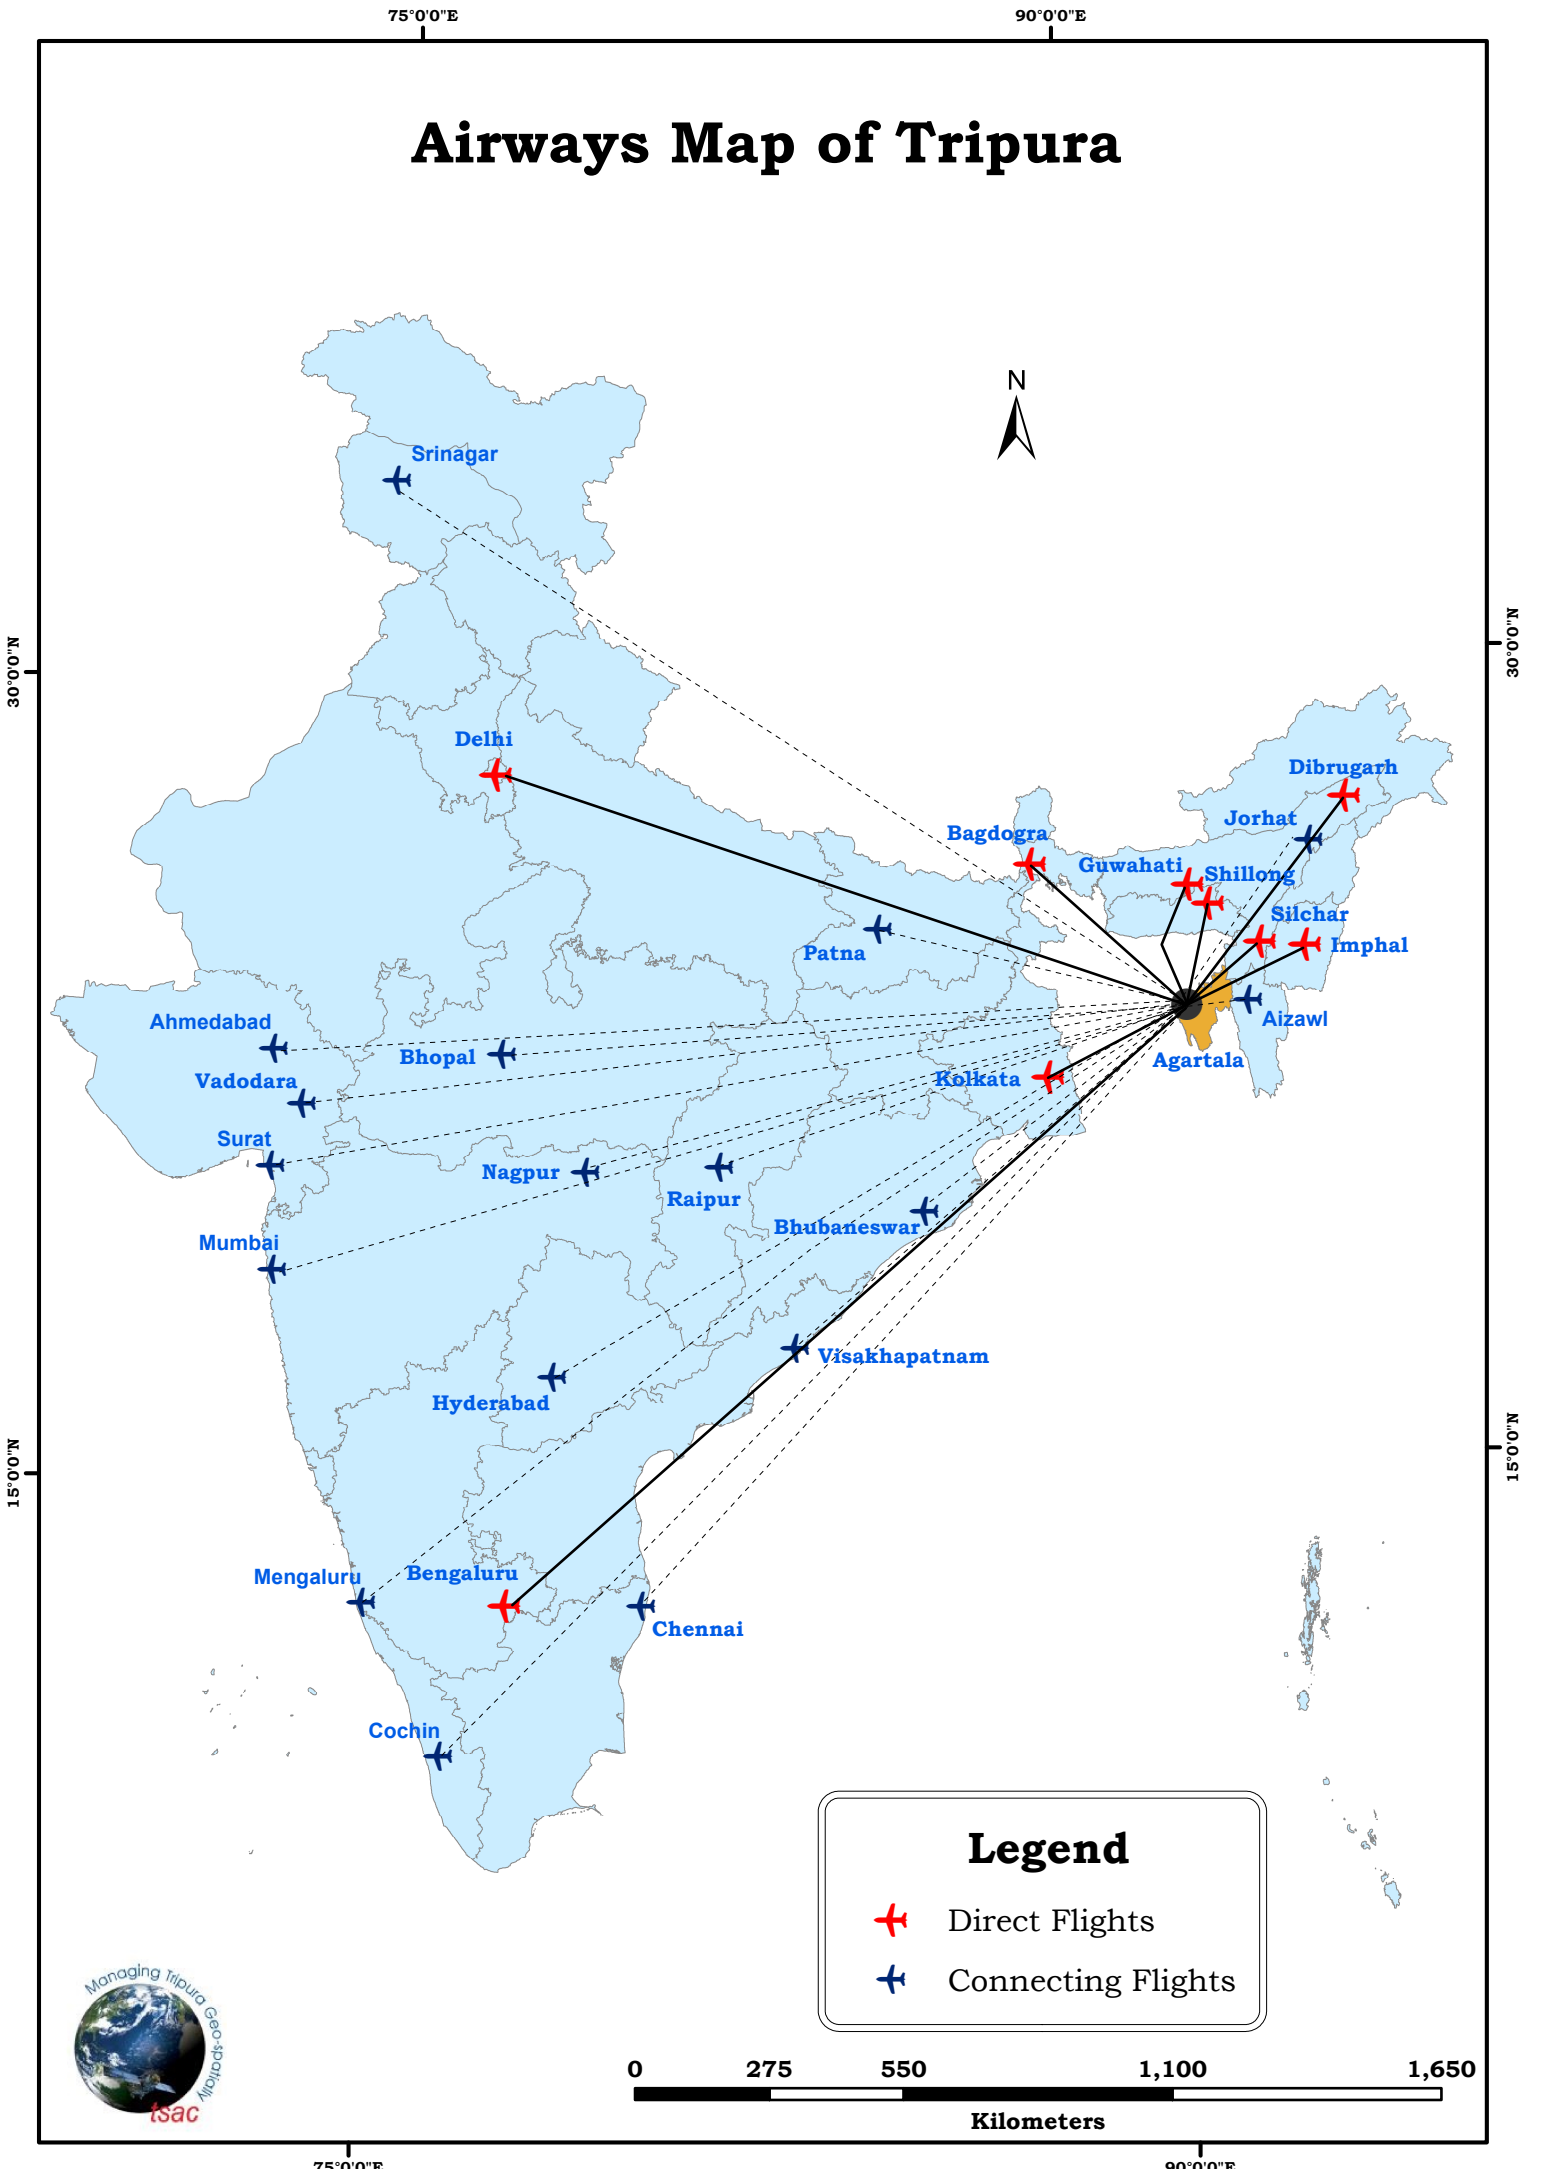 75°0'0"E
90°0'0"E
Airways Map of Tripura
N
Srinagar
30°0'0"N
30°0'0"N
Delhi
Dibrugarh
Jorhat
Bagdogra
Guwahati
Shillong
Silchar
Imphal
Patna
Ahmedabad
Aizawl
Bhopal
Agartala
Vadodara
Kolkata
Surat
Nagpur
Raipur
Bhubaneswar
Mumbai
Visakhapatnam
Hyderabad
15°0'0"N
15°0'0"N
Mengaluru
Bengaluru
Chennai
Cochin
Legend
Direct Flights
Connecting Flights
Managing Tripura Geo-spatially
tsac
0 275 550 1,100 1,650
Kilometers
75°0'0"E
90°0'0"E